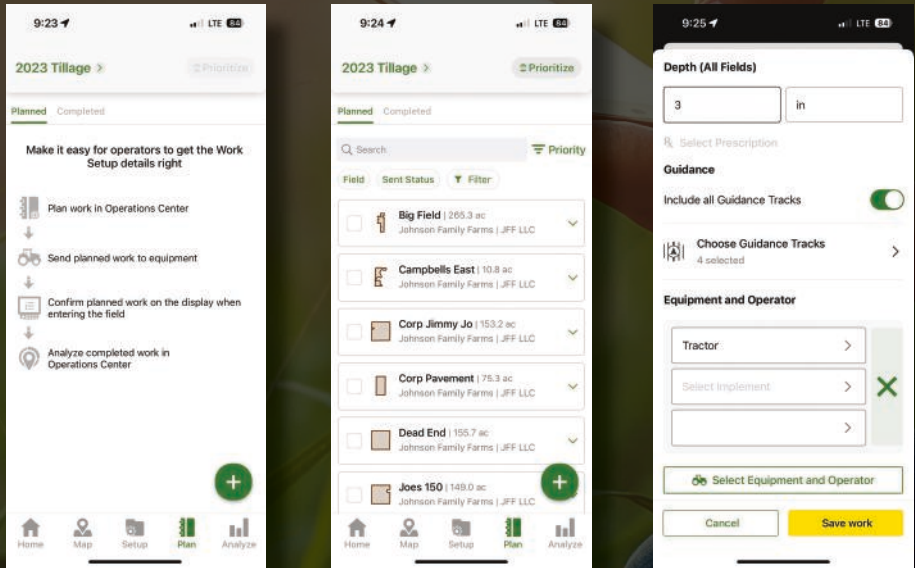 9:23
LTE 84
2023 Tillage >
Prioritize
Planned Completed
Make it easy for operators to get the Work
Setup details right
Plan work in Operations Center
Send planned work to equipment
Confirm planned work on the display when
entering the field
Analyze completed work in
Operations Center
+
Home Map Setup Plan Analyze
9:24
LTE 84
2023 Tillage >
Prioritize
Planned Completed
Search
Priority
Field Sent Status Filter
Big Field | 265.3 ac
Johnson Family Farms | JFF LLC
Campbells East | 10.8 ac
Johnson Family Farms | JFF LLC
Corp Jimmy Jo | 153.2 ac
Johnson Family Farms | JFF LLC
Corp Pavement | 75.3 ac
Johnson Family Farms | JFF LLC
Dead End | 155.7 ac
Johnson Family Farms | JFF LLC
Joes 150 | 149.0 ac
Johnson Family Farms | JFF LLC
+
Home Map Setup Plan Analyze
9:25
LTE 84
Depth (All Fields)
3 in
Select Prescription
Guidance
Include all Guidance Tracks
Choose Guidance Tracks
4 selected
Equipment and Operator
Tractor
Select Implement
Select Equipment and Operator
Cancel Save work